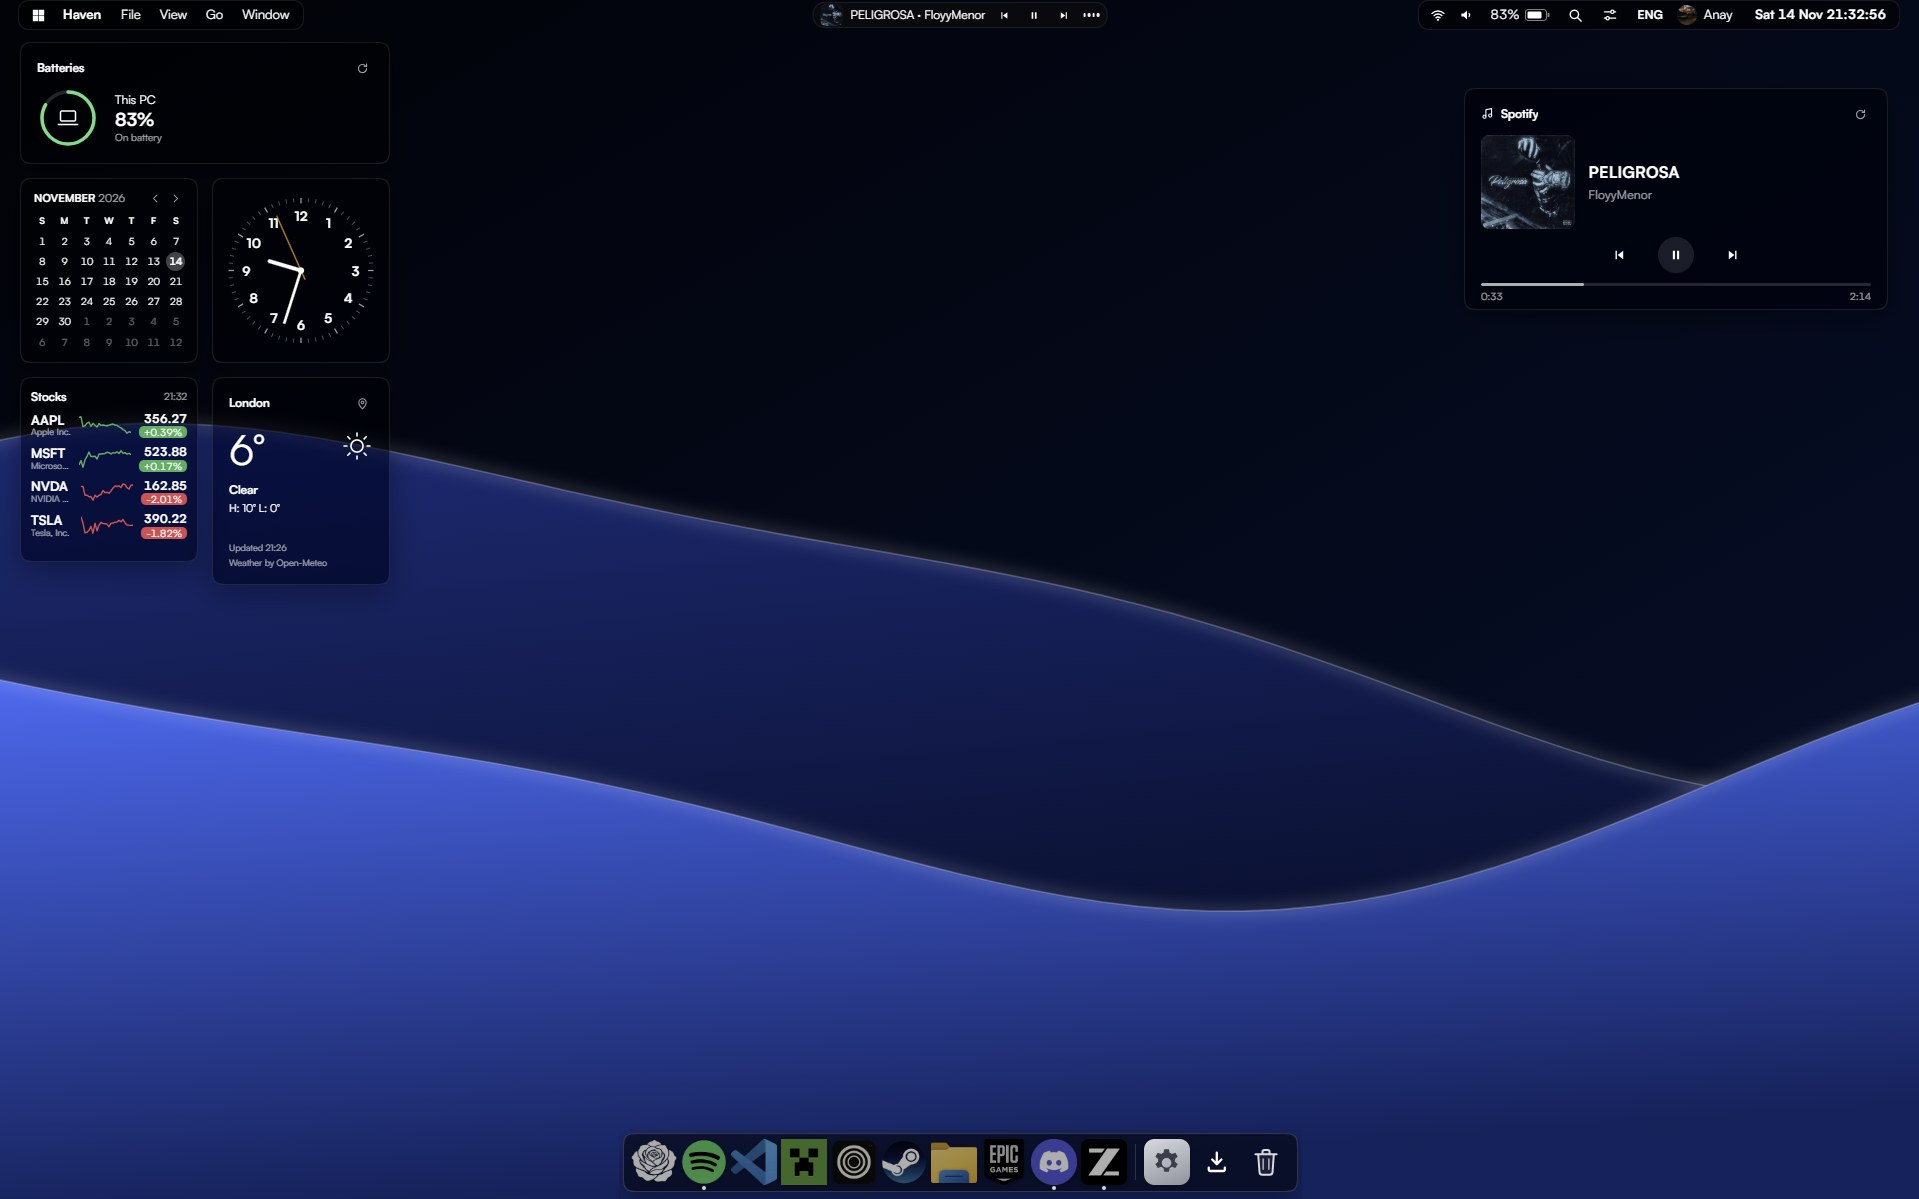 Haven File View Go Window
PELIGROSA • FloyyMenor
83% ENG Anay Sat 14 Nov 21:32:56
Batteries
This PC
83%
On battery
NOVEMBER 2026
S M T W T F S
1 2 3 4 5 6 7
8 9 10 11 12 13 14
15 16 17 18 19 20 21
22 23 24 25 26 27 28
29 30 1 2 3 4 5
6 7 8 9 10 11 12
12
11 1
10 2
9 3
8 4
7 5
6
Stocks 21:32
AAPL 356.27
Apple Inc. +0.39%
MSFT 523.88
Microso... +0.17%
NVDA 162.85
NVIDIA ... -2.01%
TSLA 390.22
Tesla, Inc. -1.82%
London
6°
Clear
H: 10° L: 0°
Updated 21:26
Weather by Open-Meteo
Spotify
Peligrosa
PELIGROSA
FloyyMenor
0:33 2:14
EPIC
GAMES